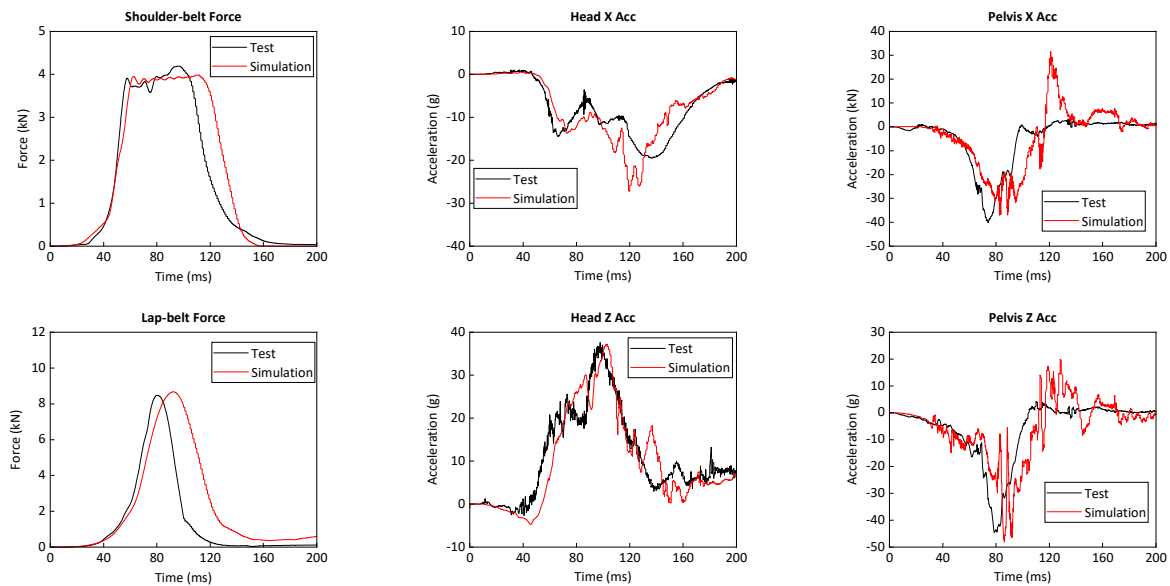 Shoulder-belt Force
5
4
3
2
1
0
Force (kN)
Test
Simulation
0 40 80 120 160 200
Time (ms)
Head X Acc
10
0
-10
-20
-30
-40
Acceleration (g)
Test
Simulation
0 40 80 120 160 200
Time (ms)
Pelvis X Acc
40
30
20
10
0
-10
-20
-30
-40
-50
Acceleration (kN)
Test
Simulation
0 40 80 120 160 200
Time (ms)
Lap-belt Force
12
10
8
6
4
2
0
Force (kN)
Test
Simulation
0 40 80 120 160 200
Time (ms)
Head Z Acc
40
30
20
10
0
-10
Acceleration (g)
Test
Simulation
0 40 80 120 160 200
Time (ms)
Pelvis Z Acc
30
20
10
0
-10
-20
-30
-40
-50
Acceleration (g)
Test
Simulation
0 40 80 120 160 200
Time (ms)